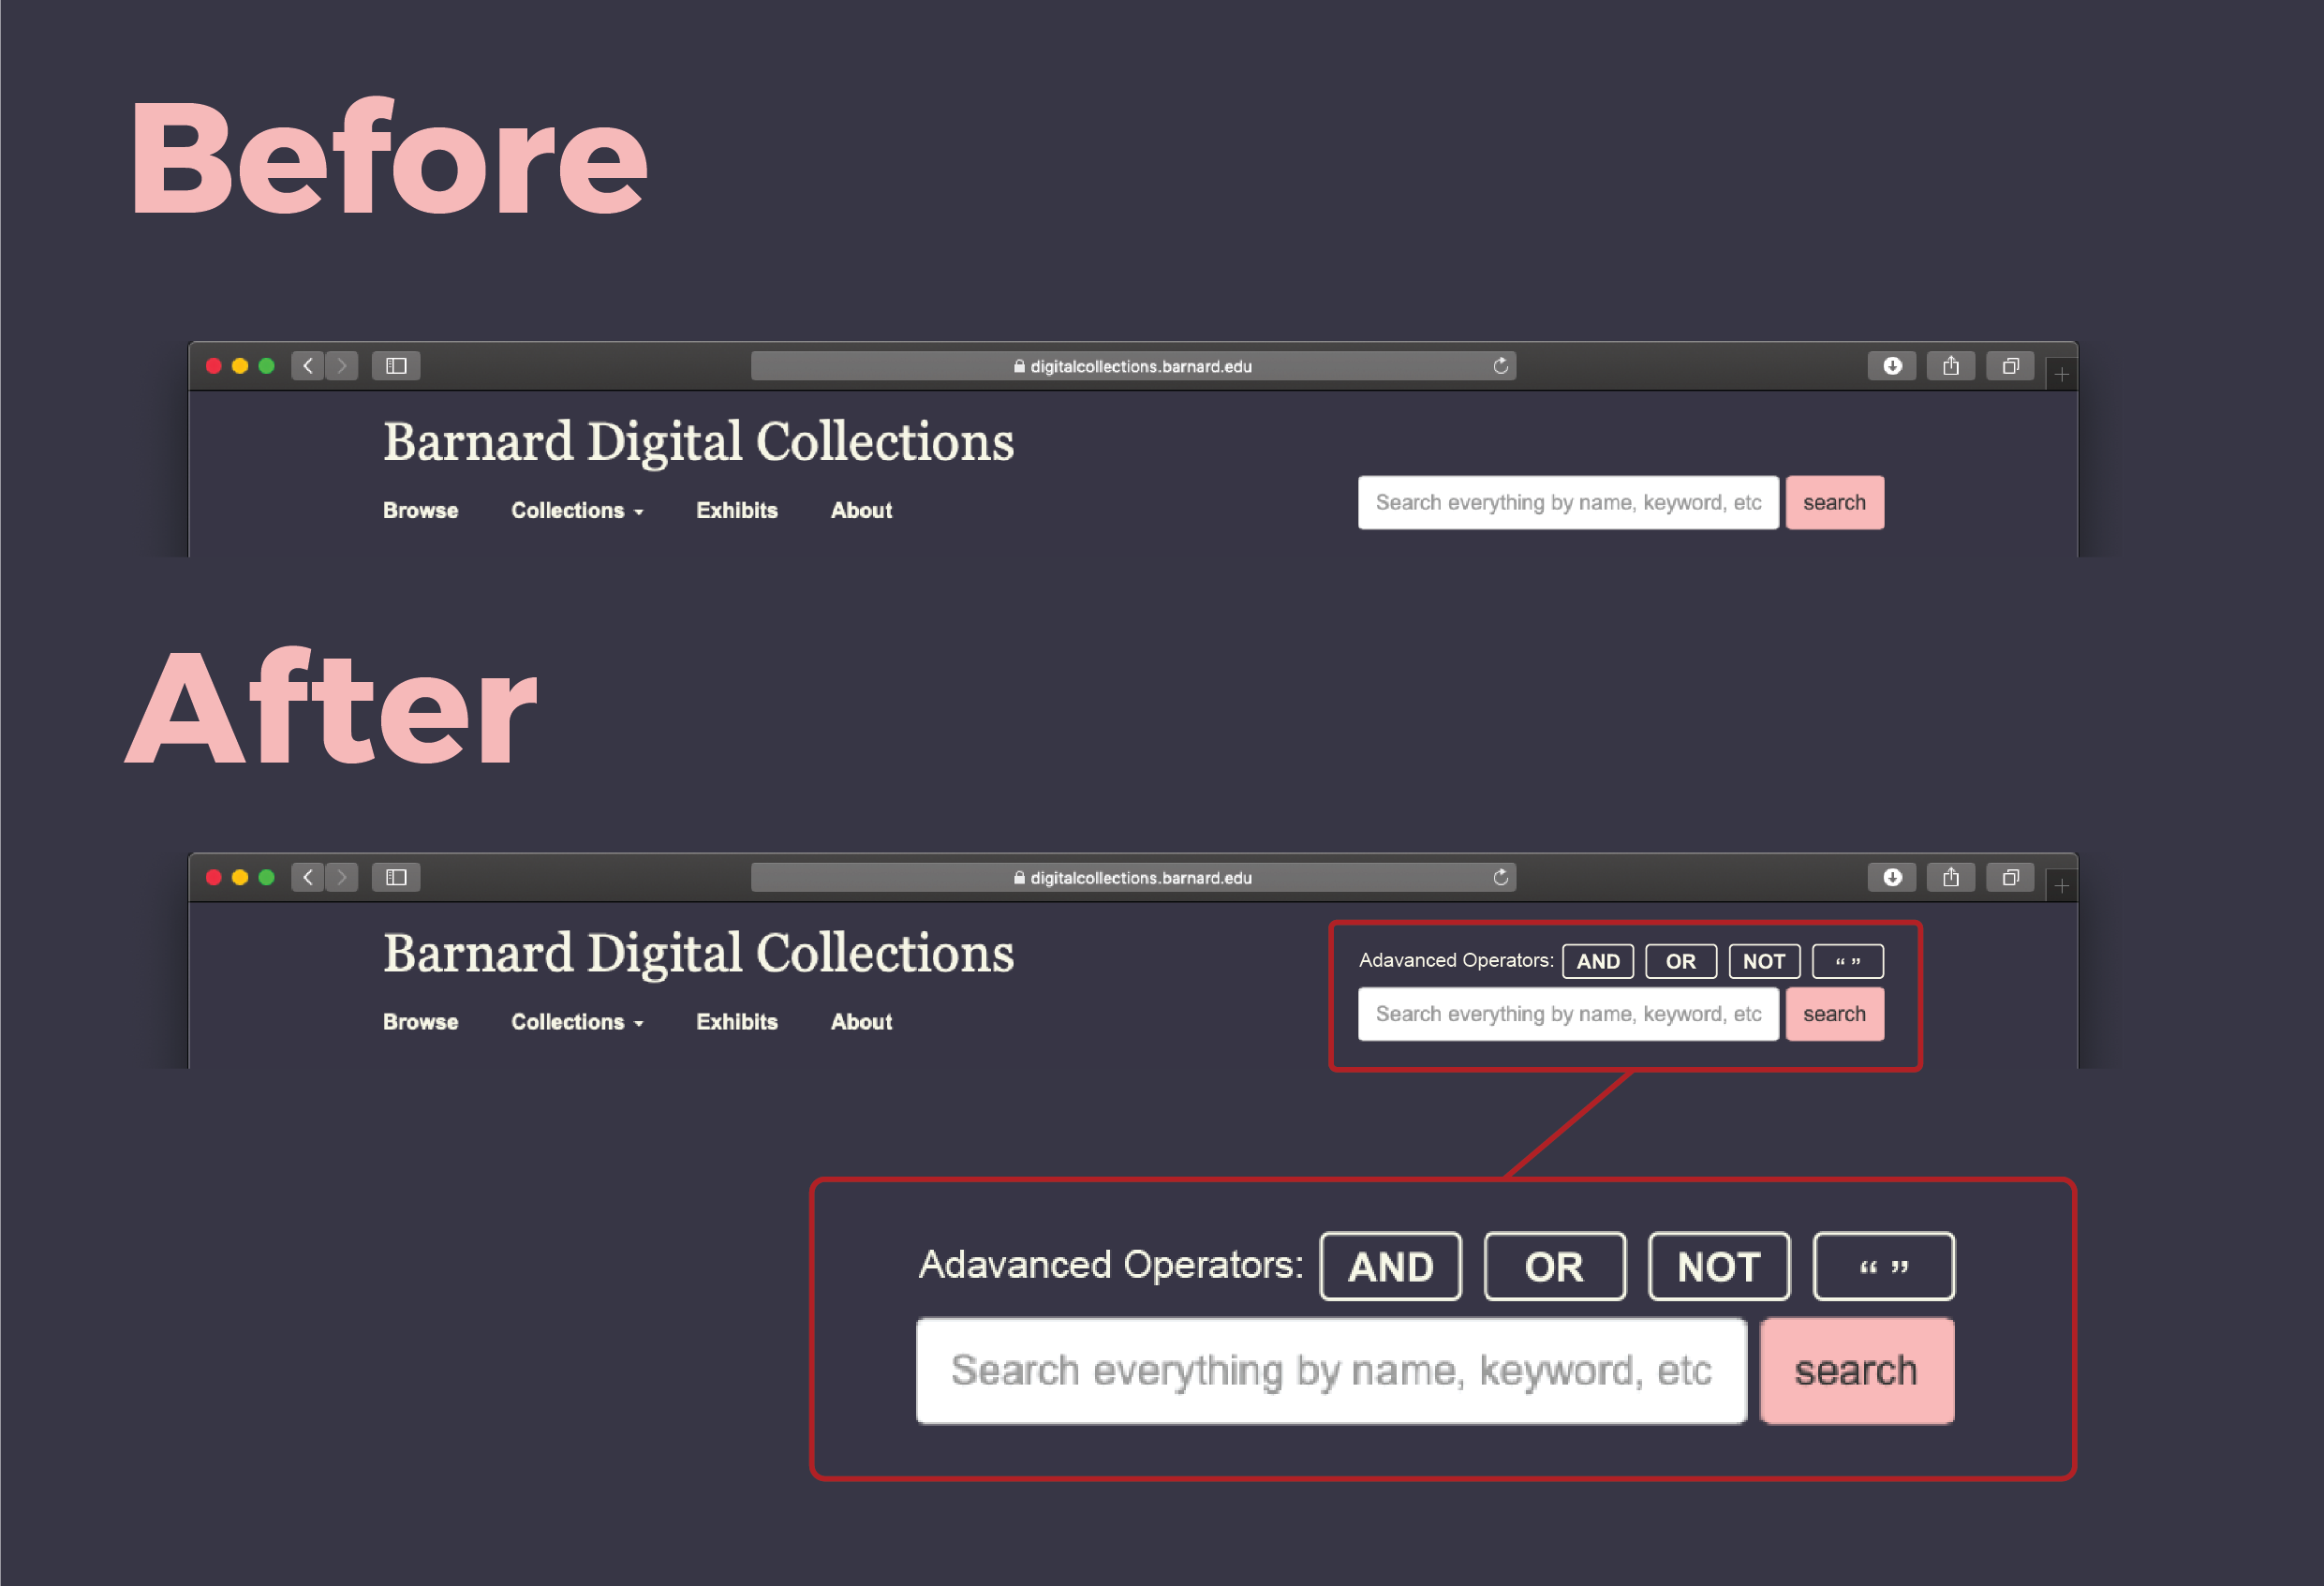 Before
digitalcollections.barnard.edu
Barnard Digital Collections
Browse Collections Exhibits About
Search everything by name, keyword, etc search
After
digitalcollections.barnard.edu
Barnard Digital Collections
Adavanced Operators: AND OR NOT “ ”
Browse Collections Exhibits About
Search everything by name, keyword, etc search
Adavanced Operators: AND OR NOT “ ”
Search everything by name, keyword, etc search